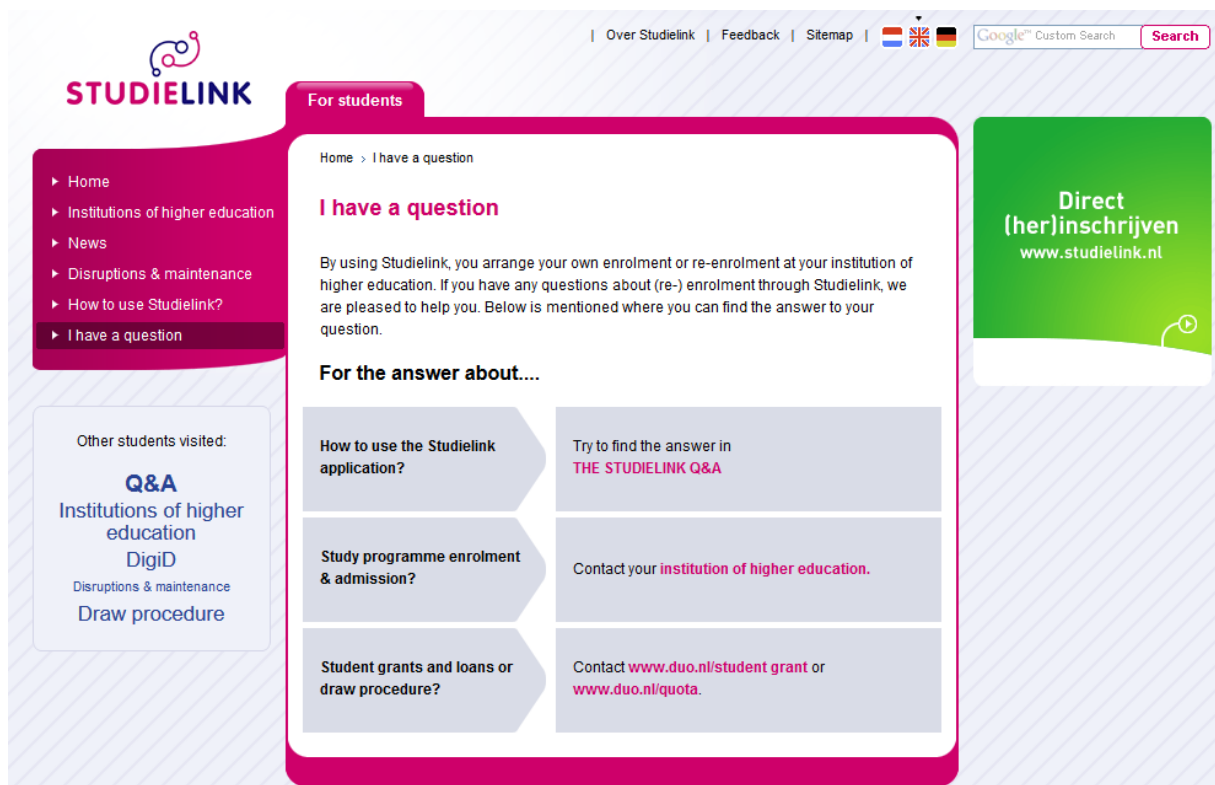 | Over Studielink | Feedback | Sitemap |
Google™ Custom Search
Search
STUDIELINK
For students
Home
Institutions of higher education
News
Disruptions & maintenance
How to use Studielink?
I have a question
Other students visited:
Q&A
Institutions of higher
education
DigiD
Disruptions & maintenance
Draw procedure
Home › I have a question
I have a question
By using Studielink, you arrange your own enrolment or re-enrolment at your institution of
higher education. If you have any questions about (re-) enrolment through Studielink, we
are pleased to help you. Below is mentioned where you can find the answer to your
question.
For the answer about....
How to use the Studielink
application?
Try to find the answer in
THE STUDIELINK Q&A
Study programme enrolment
& admission?
Contact your institution of higher education.
Student grants and loans or
draw procedure?
Contact www.duo.nl/student grant or
www.duo.nl/quota.
Direct
(her)inschrijven
www.studielink.nl